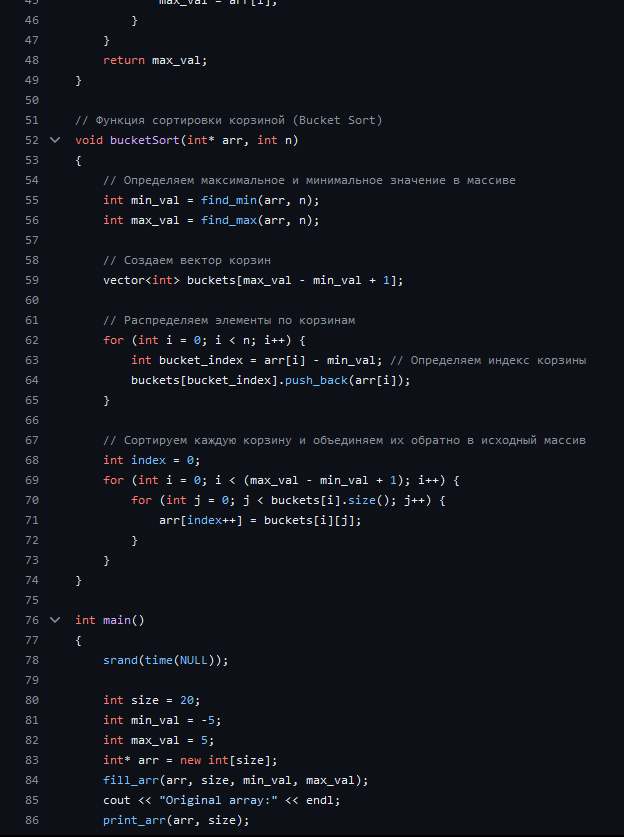 45 max_val = arr[i];
46 }
47 }
48 return max_val;
49 }
50
51 // Функция сортировки корзиной (Bucket Sort)
52 void bucketSort(int* arr, int n)
53 {
54 // Определяем максимальное и минимальное значение в массиве
55 int min_val = find_min(arr, n);
56 int max_val = find_max(arr, n);
57
58 // Создаем вектор корзин
59 vector<int> buckets[max_val - min_val + 1];
60
61 // Распределяем элементы по корзинам
62 for (int i = 0; i < n; i++) {
63 int bucket_index = arr[i] - min_val; // Определяем индекс корзины
64 buckets[bucket_index].push_back(arr[i]);
65 }
66
67 // Сортируем каждую корзину и объединяем их обратно в исходный массив
68 int index = 0;
69 for (int i = 0; i < (max_val - min_val + 1); i++) {
70 for (int j = 0; j < buckets[i].size(); j++) {
71 arr[index++] = buckets[i][j];
72 }
73 }
74 }
75
76 int main()
77 {
78 srand(time(NULL));
79
80 int size = 20;
81 int min_val = -5;
82 int max_val = 5;
83 int* arr = new int[size];
84 fill_arr(arr, size, min_val, max_val);
85 cout << "Original array:" << endl;
86 print_arr(arr, size);